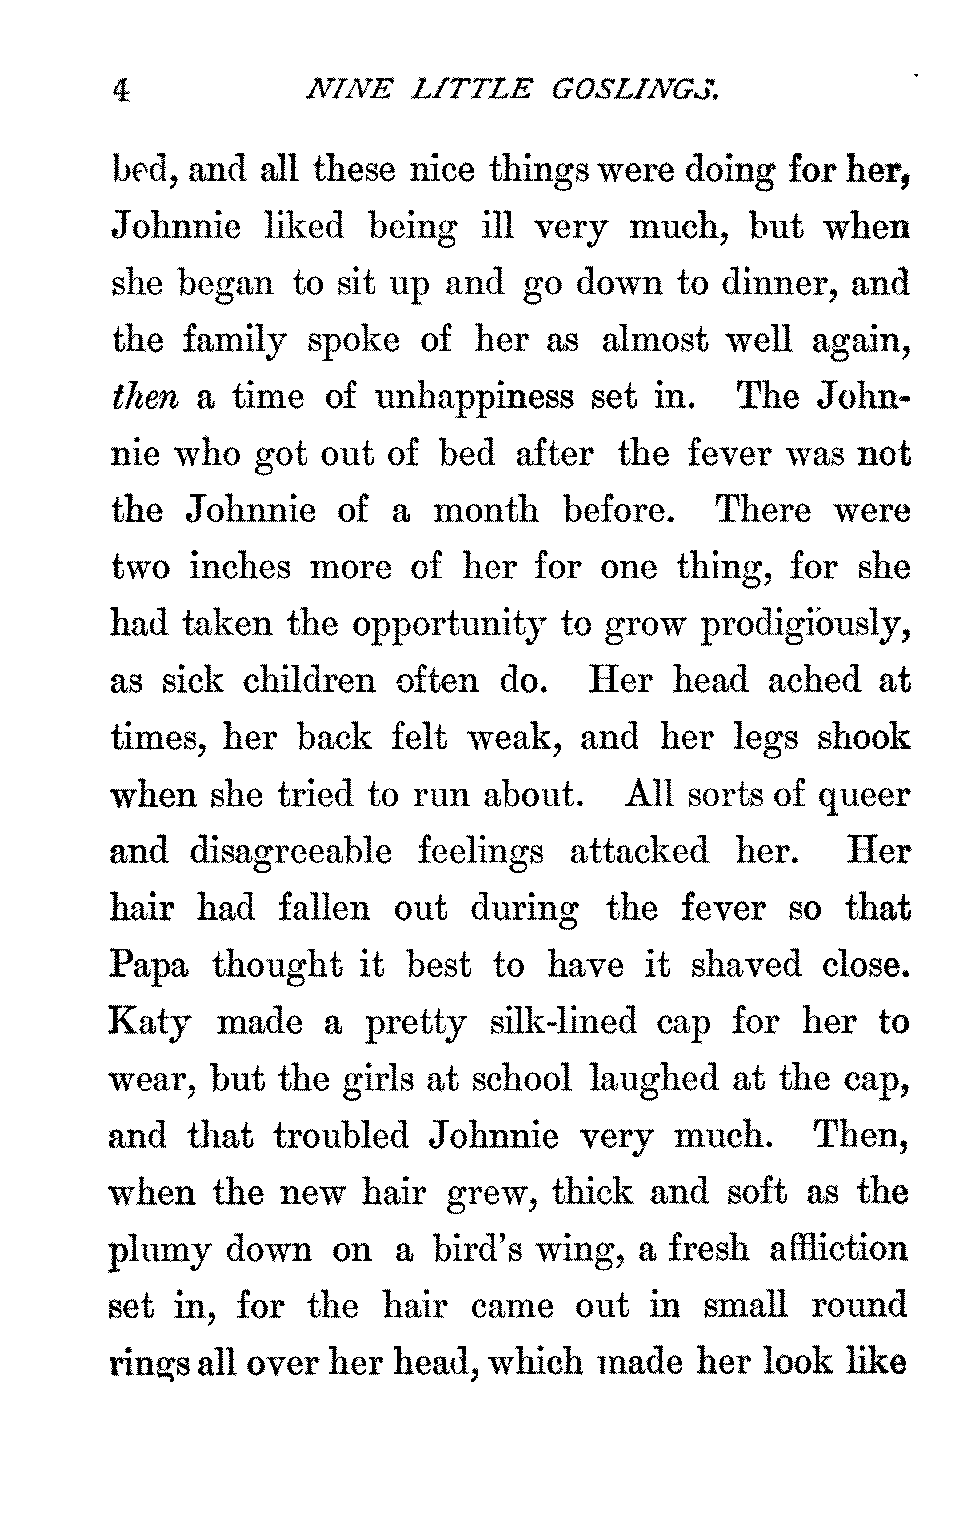 4 NINE LITTLE GOSLINGS.
bed, and all these nice things were doing for her,
Johnnie liked being ill very much, but when
she began to sit up and go down to dinner, and
the family spoke of her as almost well again,
then a time of unhappiness set in. The John-
nie who got out of bed after the fever was not
the Johnnie of a month before. There were
two inches more of her for one thing, for she
had taken the opportunity to grow prodigiously,
as sick children often do. Her head ached at
times, her back felt weak, and her legs shook
when she tried to run about. All sorts of queer
and disagreeable feelings attacked her. Her
hair had fallen out during the fever so that
Papa thought it best to have it shaved close.
Katy made a pretty silk-lined cap for her to
wear, but the girls at school laughed at the cap,
and that troubled Johnnie very much. Then,
when the new hair grew, thick and soft as the
plumy down on a bird's wing, a fresh affliction
set in, for the hair came out in small round
rings all over her head, which made her look like